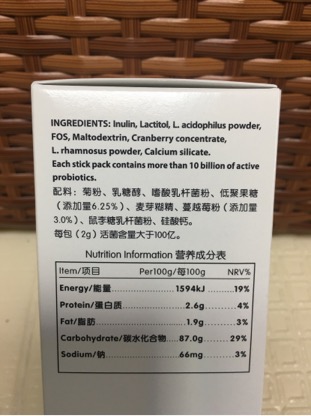 INGREDIENTS: Inulin, Lactitol, L. acidophilus powder,
FOS, Maltodextrin, Cranberry concentrate,
L. rhamnosus powder, Calcium silicate.
Each stick pack contains more than 10 billion of active
probiotics.
配料：菊粉、乳糖醇、嗜酸乳杆菌粉、低聚果糖
（添加量6.25%）、麦芽糊精、蔓越莓粉（添加量
3.0%）、鼠李糖乳杆菌粉、硅酸钙。
每包（2g）活菌含量大于100亿。
Nutrition Information 营养成分表
Item/项目 Per100g/每100g NRV%
Energy/能量 1594kJ 19%
Protein/蛋白质 2.6g 4%
Fat/脂肪 1.9g 3%
Carbohydrate/碳水化合物 87.0g 29%
Sodium/钠 66mg 3%